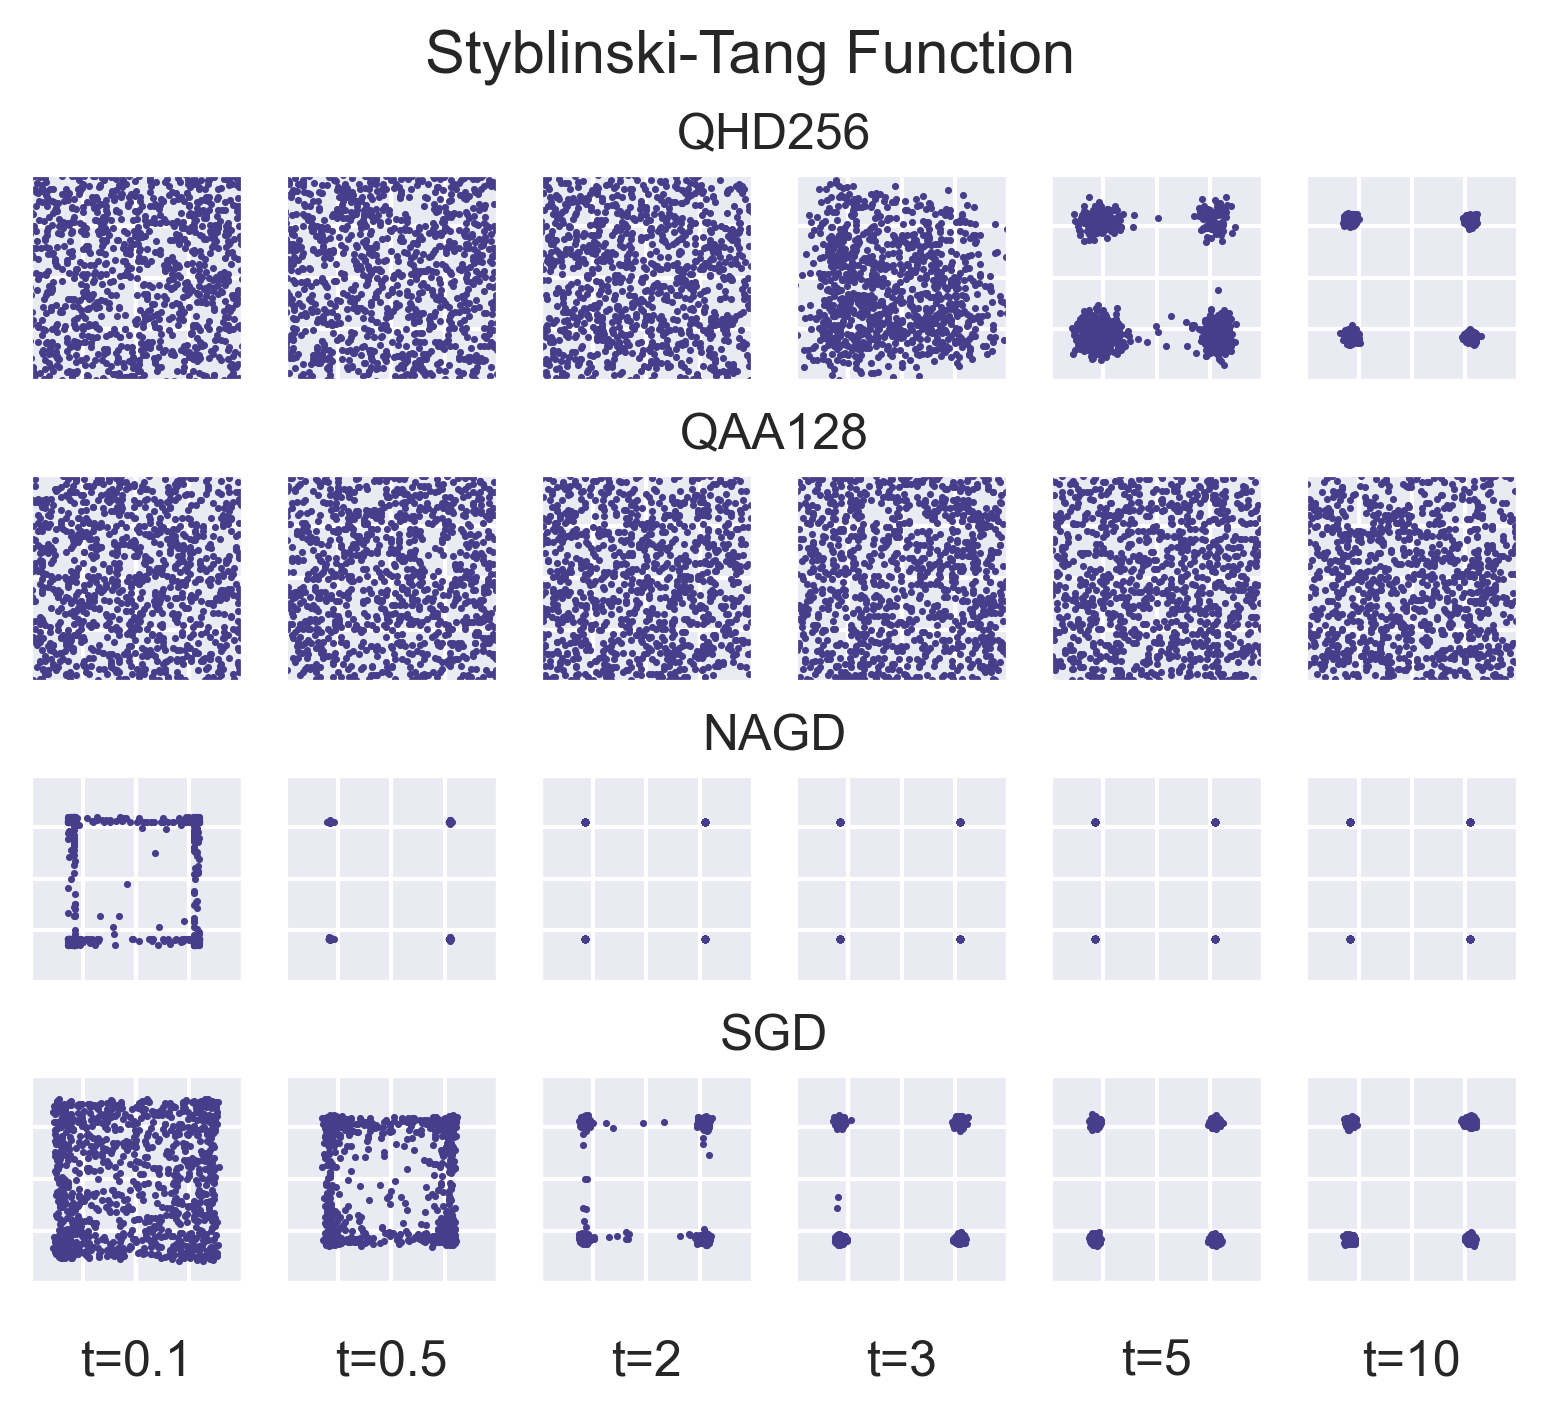 Styblinski-Tang Function
QHD256
QAA128
NAGD
SGD
t=0.1 t=0.5 t=2 t=3 t=5 t=10